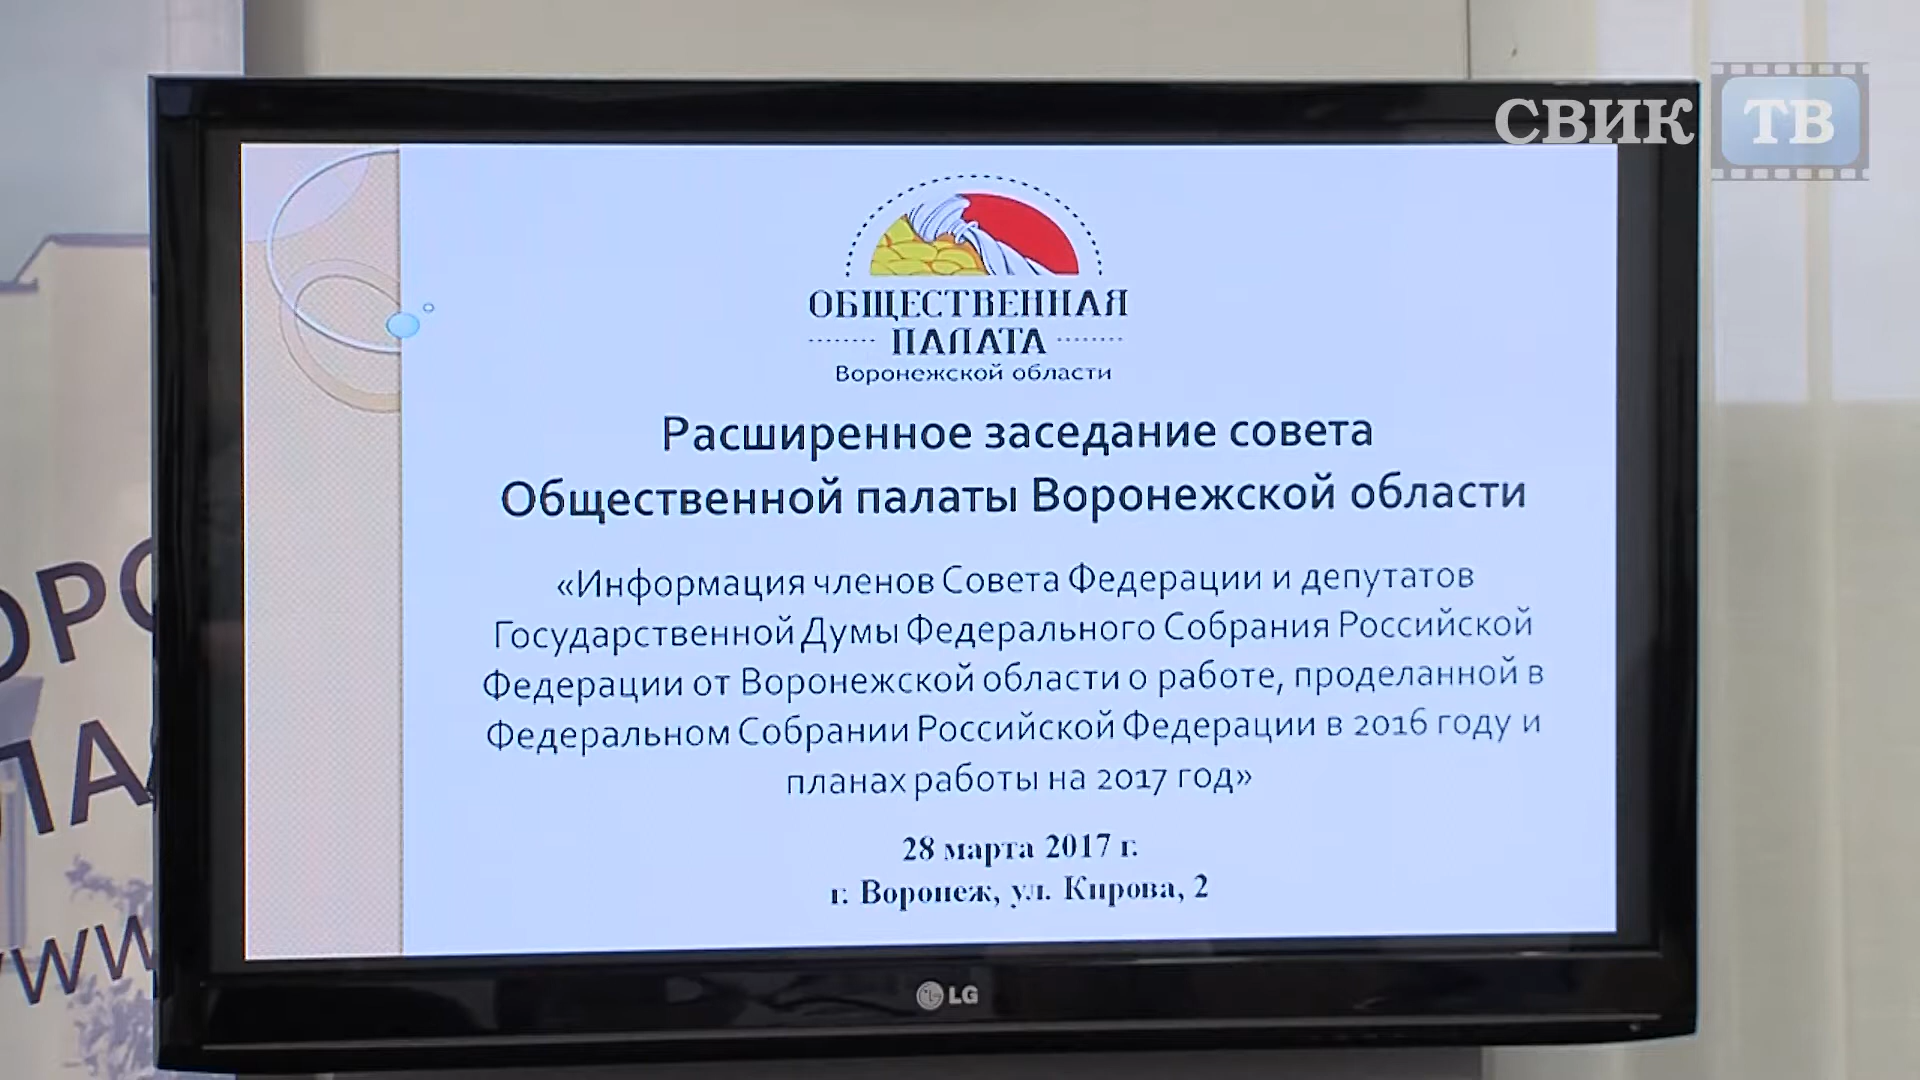 СВИК ТВ
ОБЩЕСТВЕННАЯ
ПАЛАТА
Воронежской области
Расширенное заседание совета
Общественной палаты Воронежской области
«Информация членов Совета Федерации и депутатов
Государственной Думы Федерального Собрания Российской
Федерации от Воронежской области о работе, проделанной в
Федеральном Собрании Российской Федерации в 2016 году и
планах работы на 2017 год»
28 марта 2017 г.
г. Воронеж, ул. Кирова, 2
LG
www.